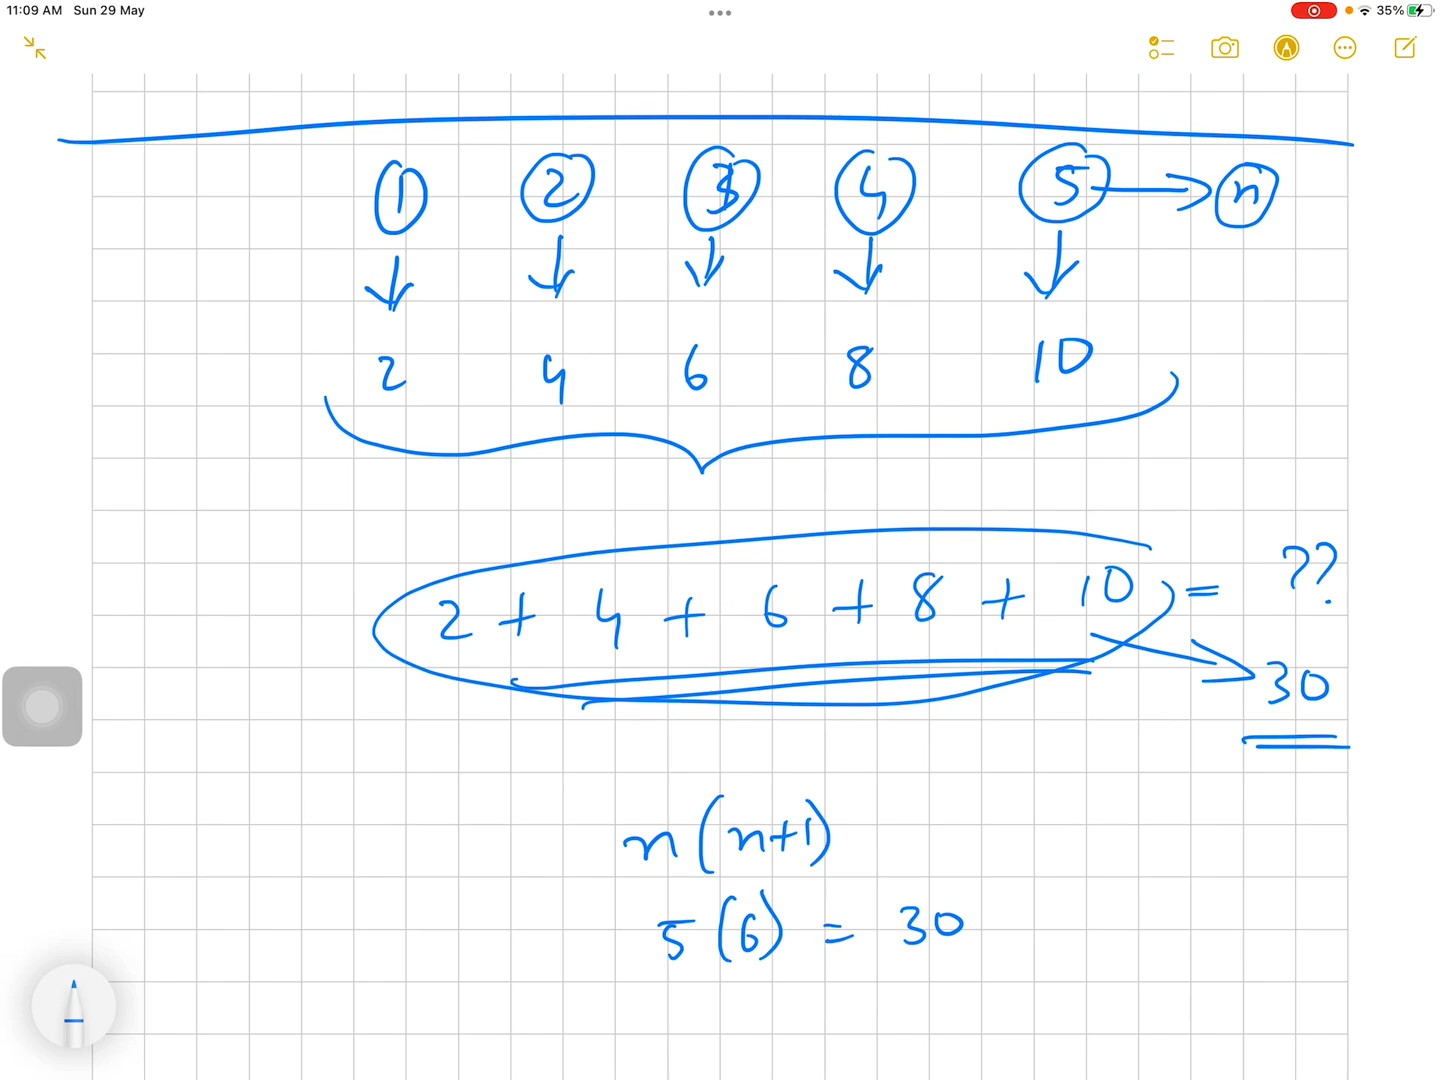 11:09 AM Sun 29 May
35%
1 2 3 4 5 → n
2 4 6 8 10
2 + 4 + 6 + 8 + 10 = ??
30
n(n+1)
5(6) = 30